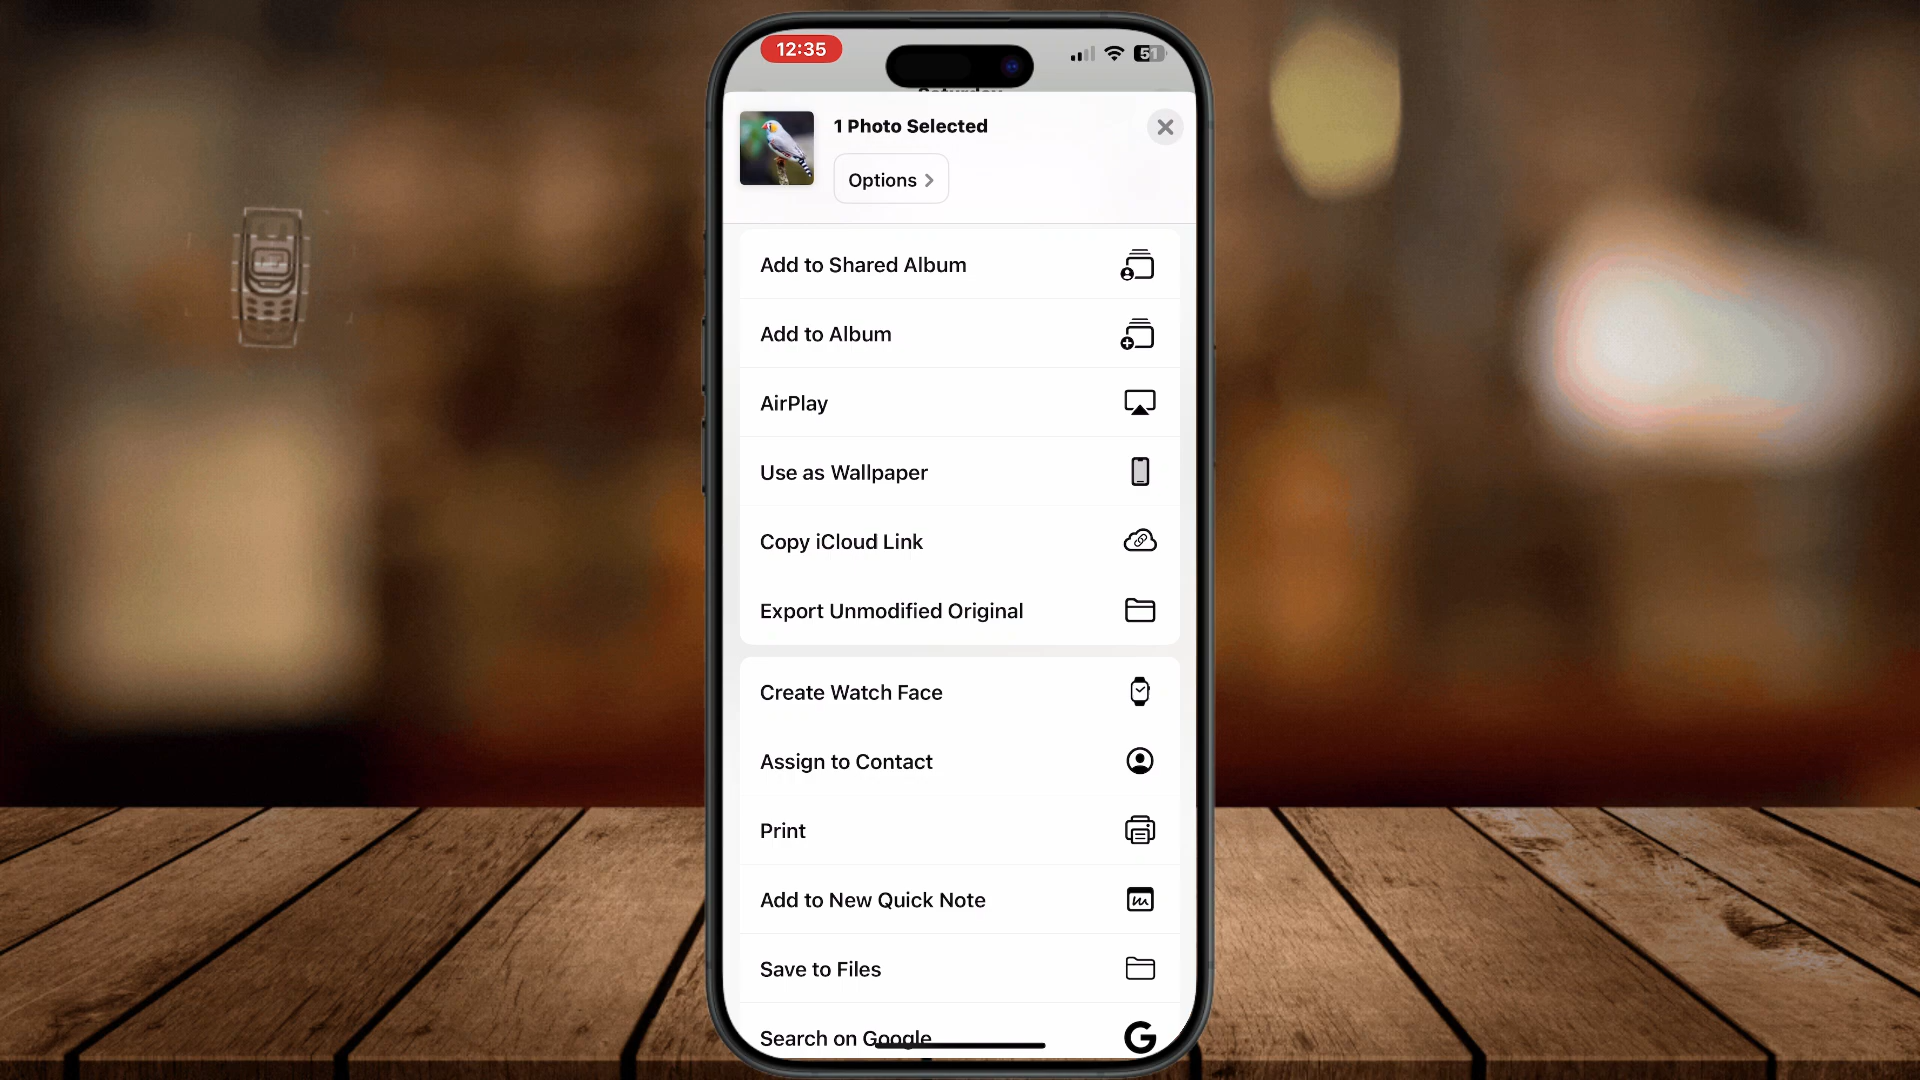 12:35
51
Saturday
1 Photo Selected
Options
Add to Shared Album
Add to Album
AirPlay
Use as Wallpaper
Copy iCloud Link
Export Unmodified Original
Create Watch Face
Assign to Contact
Print
Add to New Quick Note
Save to Files
Search on Google
G